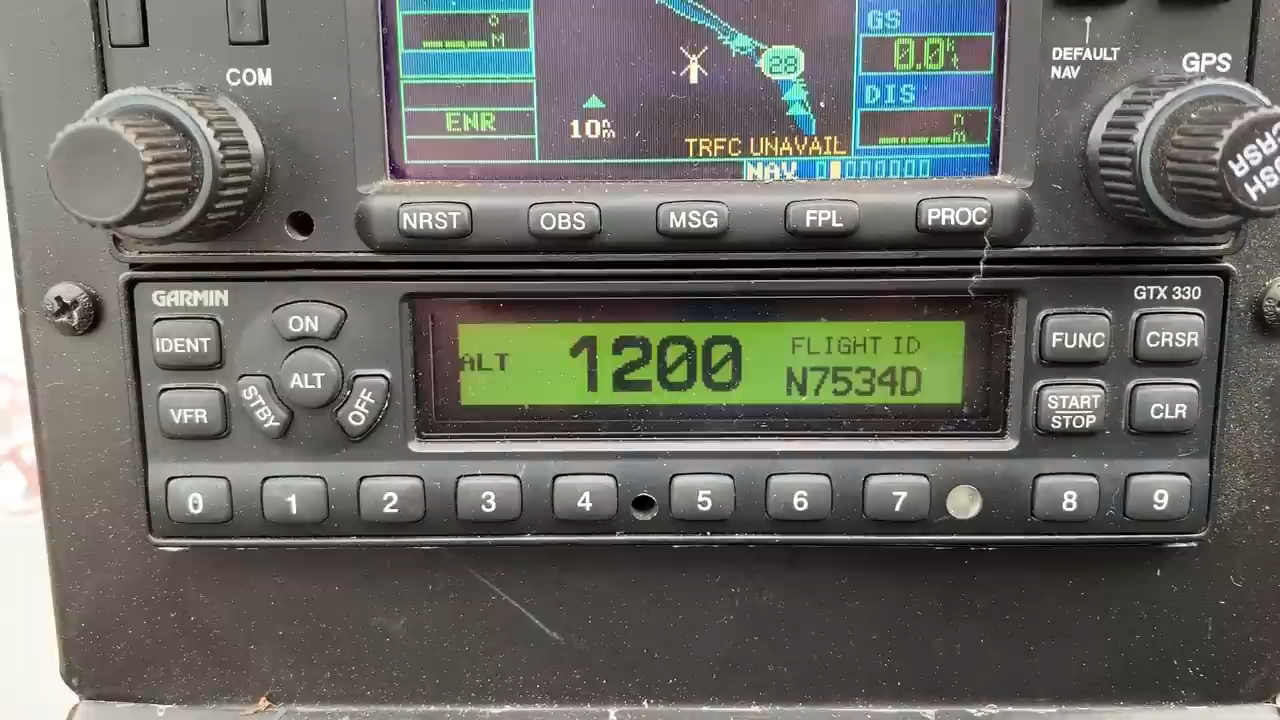 COM
GS
0.0 k t
DIS
n m
ENR
10 n m
28
TRFC UNAVAIL
NAV
DEFAULT
NAV
GPS
PUSH
CRSR
NRST
OBS
MSG
FPL
PROC
GARMIN
GTX 330
IDENT
ON
ALT
STBY
OFF
VFR
ALT
1200
FLIGHT ID
N7534D
FUNC
CRSR
START
STOP
CLR
0
1
2
3
4
5
6
7
8
9